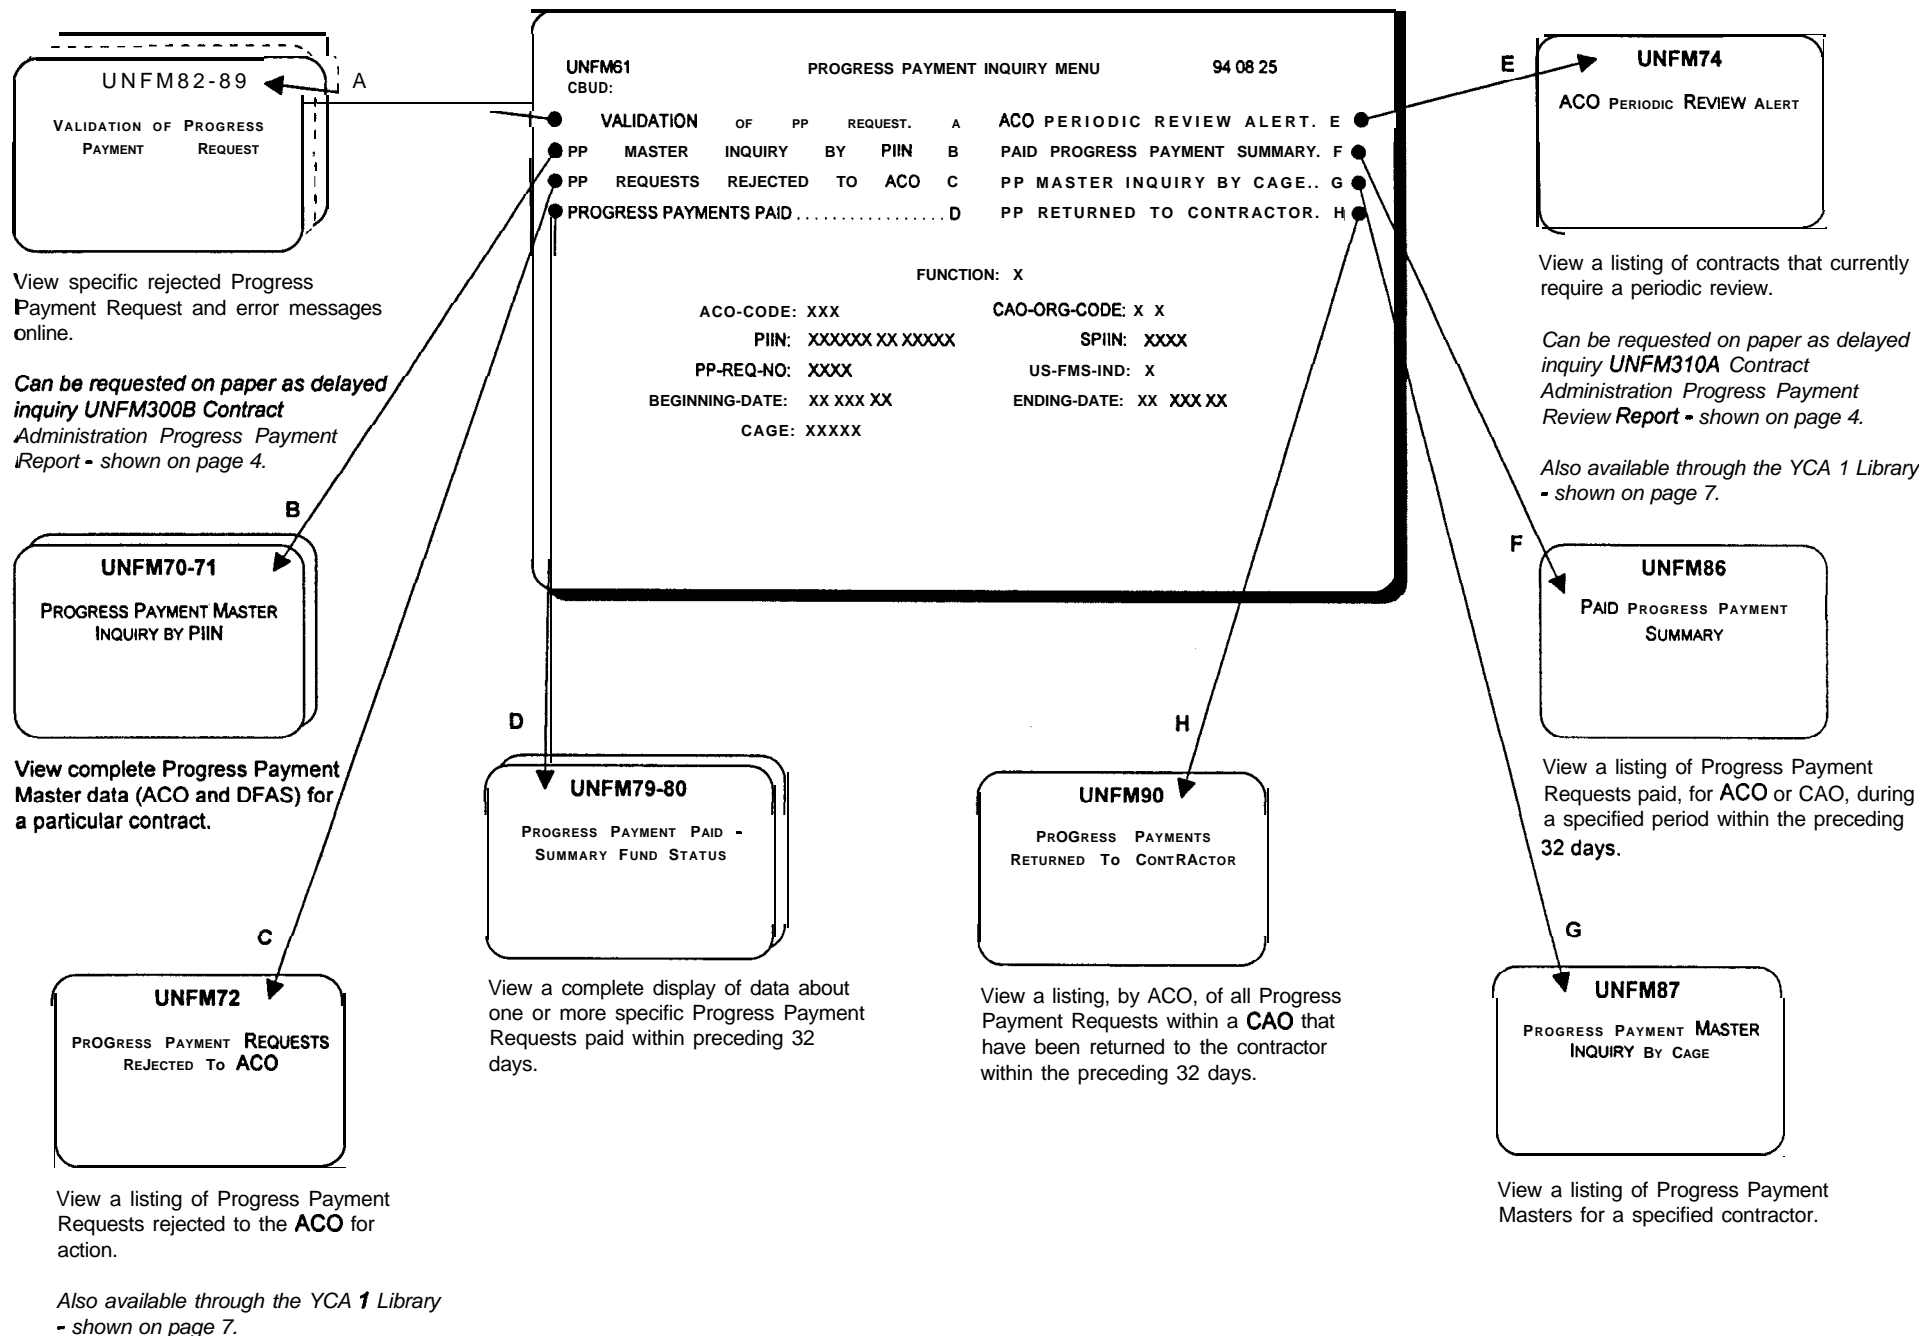 UNFM82-89
A
VALIDATION OF PROGRESS
PAYMENT REQUEST
View specific rejected Progress
Payment Request and error messages
online.
Can be requested on paper as delayed
inquiry UNFM300B Contract
Administration Progress Payment
Report - shown on page 4.
B
UNFM70-71
PROGRESS PAYMENT MASTER
INQUIRY BY PIIN
View complete Progress Payment
Master data (ACO and DFAS) for
a particular contract.
C
UNFM72
PROGRESS PAYMENT REQUESTS
REJECTED TO ACO
View a listing of Progress Payment
Requests rejected to the ACO for
action.
Also available through the YCA 1 Library
- shown on page 7.
UNFM61 PROGRESS PAYMENT INQUIRY MENU 94 08 25
CBUD:
VALIDATION OF PP REQUEST. A ACO PERIODIC REVIEW ALERT. E
PP MASTER INQUIRY BY PIIN B PAID PROGRESS PAYMENT SUMMARY. F
PP REQUESTS REJECTED TO ACO C PP MASTER INQUIRY BY CAGE.. G
PROGRESS PAYMENTS PAID ................. D PP RETURNED TO CONTRACTOR. H
FUNCTION: X
ACO-CODE: XXX CAO-ORG-CODE: X X
PIIN: XXXXXX XX XXXXX SPIIN: XXXX
PP-REQ-NO: XXXX US-FMS-IND: X
BEGINNING-DATE: XX XXX XX ENDING-DATE: XX XXX XX
CAGE: XXXXX
D
UNFM79-80
PROGRESS PAYMENT PAID -
SUMMARY FUND STATUS
View a complete display of data about
one or more specific Progress Payment
Requests paid within preceding 32
days.
H
UNFM90
PROGRESS PAYMENTS
RETURNED TO CONTRACTOR
View a listing, by ACO, of all Progress
Payment Requests within a CAO that
have been returned to the contractor
within the preceding 32 days.
E
UNFM74
ACO PERIODIC REVIEW ALERT
View a listing of contracts that currently
require a periodic review.
Can be requested on paper as delayed
inquiry UNFM310A Contract
Administration Progress Payment
Review Report - shown on page 4.
Also available through the YCA 1 Library
- shown on page 7.
F
UNFM86
PAID PROGRESS PAYMENT
SUMMARY
View a listing of Progress Payment
Requests paid, for ACO or CAO, during
a specified period within the preceding
32 days.
G
UNFM87
PROGRESS PAYMENT MASTER
INQUIRY BY CAGE
View a listing of Progress Payment
Masters for a specified contractor.